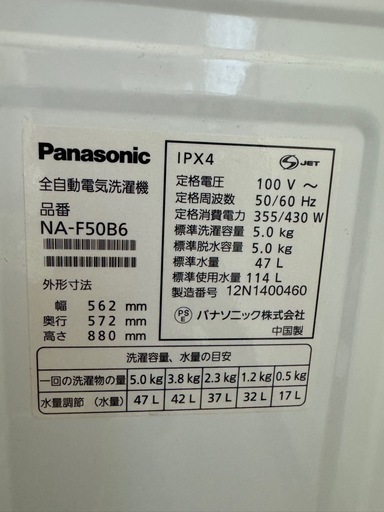 Panasonic
全自動電気洗濯機
品番
NA-F50B6
外形寸法
幅 562 mm
奥行 572 mm
高さ 880 mm
IPX4
S JET
定格電圧 100 V ～
定格周波数 50/60 Hz
定格消費電力 355/430 W
標準洗濯容量 5.0 kg
標準脱水容量 5.0 kg
標準水量 47 L
標準使用水量 114 L
製造番号 12N1400460
PS E パナソニック株式会社
中国製
洗濯容量、水量の目安
一回の洗濯物の量 5.0 kg 3.8 kg 2.3 kg 1.2 kg 0.5 kg
水量調節 (水量) 47 L 42 L 37 L 32 L 17 L